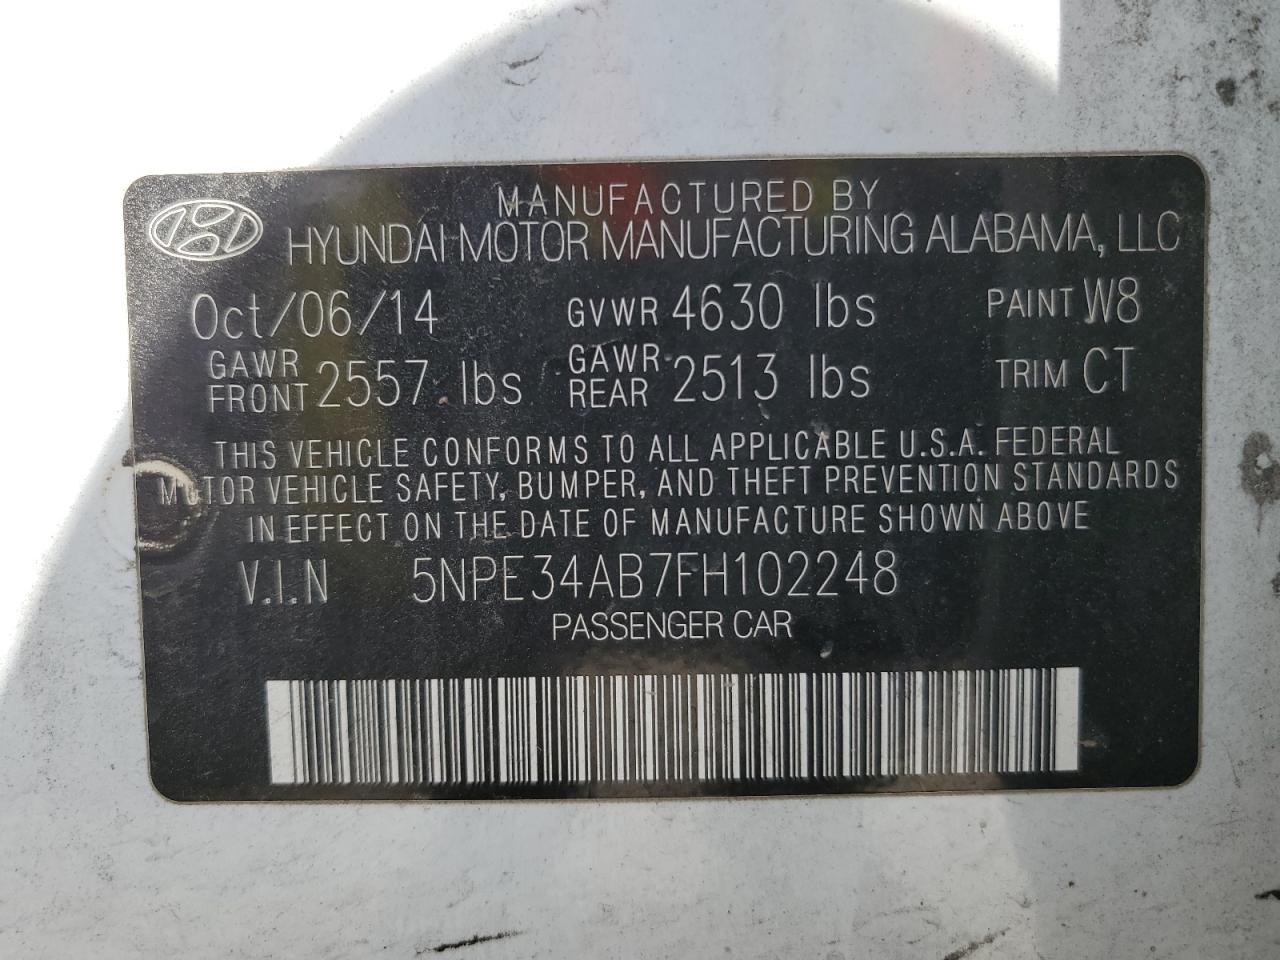 MANUFACTURED BY
HYUNDAI MOTOR MANUFACTURING ALABAMA, LLC
Oct/06/14 GVWR 4630 lbs PAINT W8
GAWR FRONT 2557 lbs GAWR REAR 2513 lbs TRIM CT
THIS VEHICLE CONFORMS TO ALL APPLICABLE U.S.A. FEDERAL
MOTOR VEHICLE SAFETY, BUMPER, AND THEFT PREVENTION STANDARDS
IN EFFECT ON THE DATE OF MANUFACTURE SHOWN ABOVE
V.I.N 5NPE34AB7FH102248
PASSENGER CAR